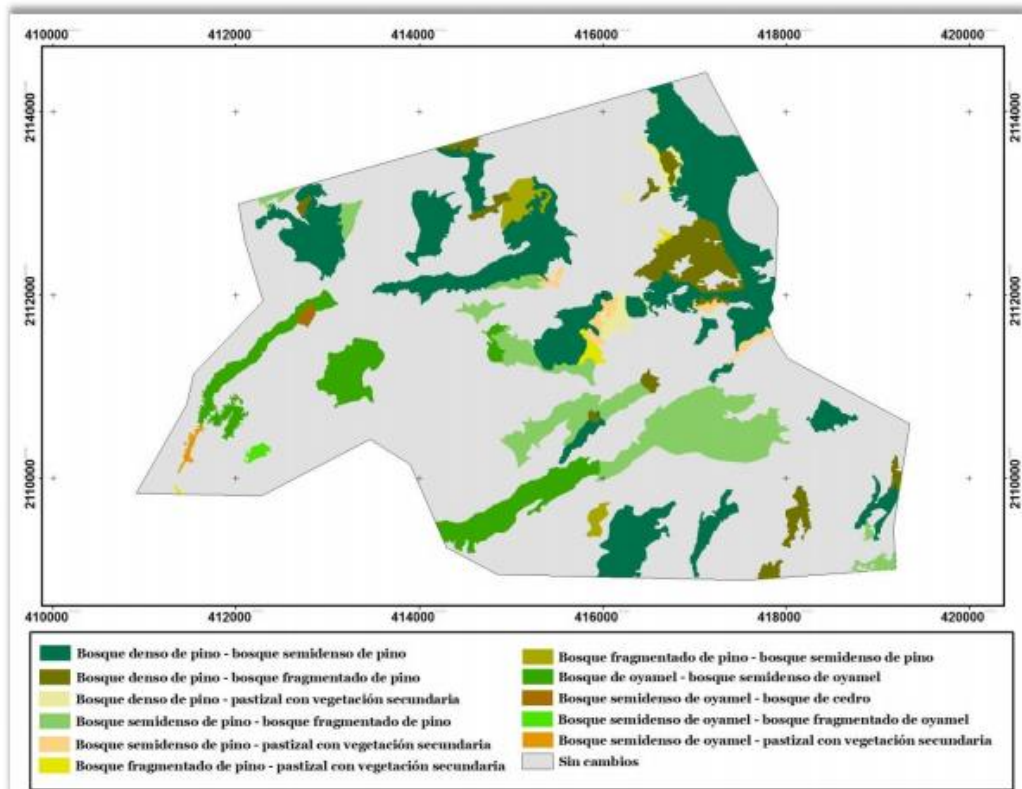 410000 412000 414000 416000 418000 420000
2114000 2114000
2112000 2112000
2110000 2110000
410000 412000 414000 416000 418000 420000
Bosque denso de pino - bosque semidenso de pino
Bosque denso de pino - bosque fragmentado de pino
Bosque denso de pino - pastizal con vegetación secundaria
Bosque semidenso de pino - bosque fragmentado de pino
Bosque semidenso de pino - pastizal con vegetación secundaria
Bosque fragmentado de pino - pastizal con vegetación secundaria
Bosque fragmentado de pino - bosque semidenso de pino
Bosque de oyamel - bosque semidenso de oyamel
Bosque semidenso de oyamel - bosque de cedro
Bosque semidenso de oyamel - bosque fragmentado de oyamel
Bosque semidenso de oyamel - pastizal con vegetación secundaria
Sin cambios